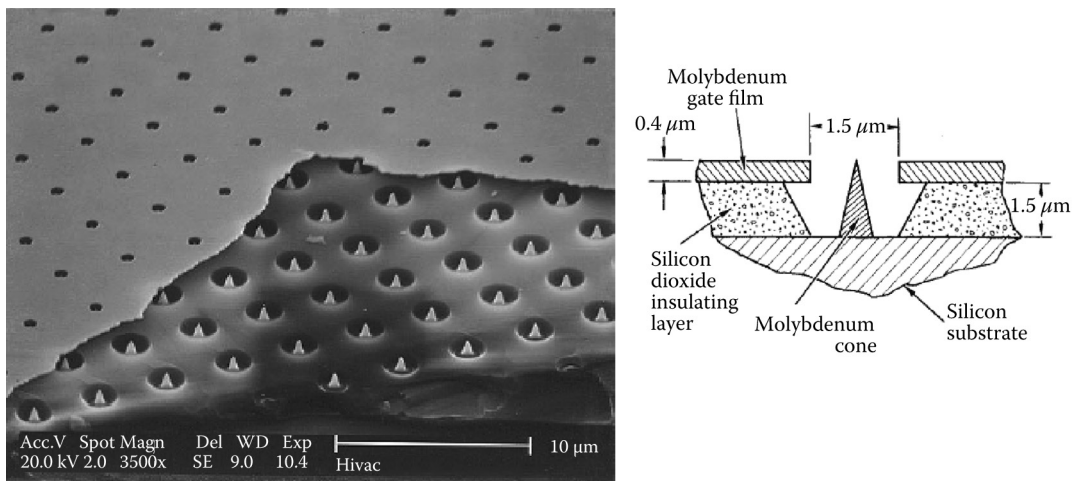 Acc.V Spot Magn Del WD Exp
20.0 kV 2.0 3500x SE 9.0 10.4 Hivac
10 μm
Molybdenum
gate film
0.4 μm
1.5 μm
1.5 μm
Silicon
dioxide
insulating
layer
Molybdenum
cone
Silicon
substrate